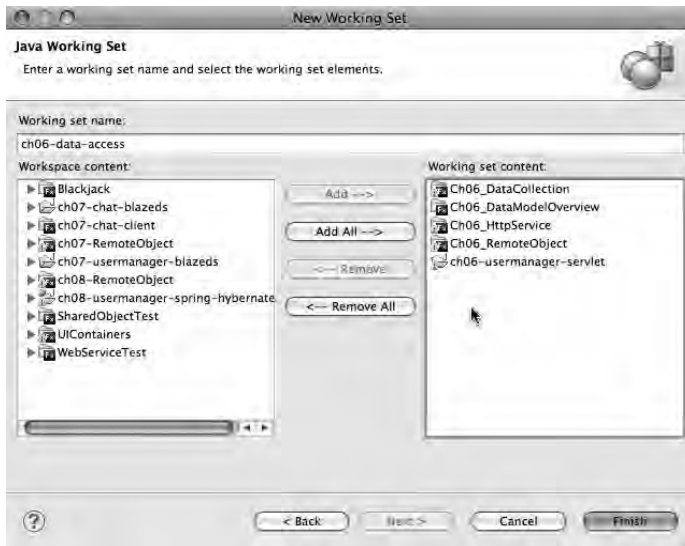 New Working Set
Java Working Set
Enter a working set name and select the working set elements.
Working set name:
ch06-data-access
Workspace content:
Blackjack
ch07-chat-blazeds
ch07-chat-client
ch07-RemoteObject
ch07-usermanager-blazeds
ch08-RemoteObject
ch08-usermanager-spring-hybernate
SharedObjectTest
UIContainers
WebServiceTest
Add -->
Add All -->
<-- Remove
<-- Remove All
Working set content:
Ch06_DataCollection
Ch06_DataModelOverview
Ch06_HttpService
Ch06_RemoteObject
ch06-usermanager-servlet
?
< Back
Next >
Cancel
Finish